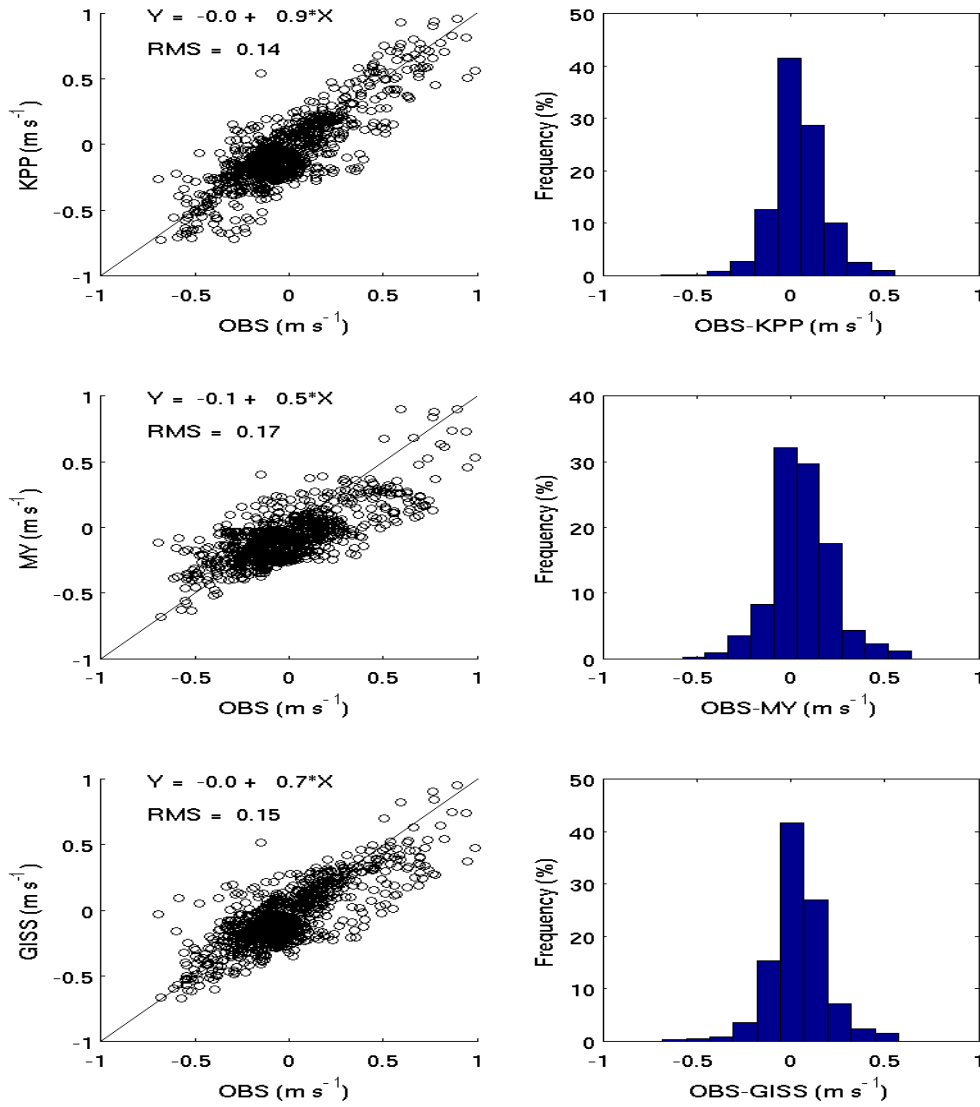 Y = -0.0 + 0.9*X
RMS = 0.14
1
0.5
0
-0.5
-1
KPP (m s⁻¹)
-1 -0.5 0 0.5 1
OBS (m s⁻¹)
50
40
30
20
10
0
Frequency (%)
-1 -0.5 0 0.5 1
OBS-KPP (m s⁻¹)
Y = -0.1 + 0.5*X
RMS = 0.17
1
0.5
0
-0.5
-1
MY (m s⁻¹)
-1 -0.5 0 0.5 1
OBS (m s⁻¹)
40
30
20
10
0
Frequency (%)
-1 -0.5 0 0.5 1
OBS-MY (m s⁻¹)
Y = -0.0 + 0.7*X
RMS = 0.15
1
0.5
0
-0.5
-1
GISS (m s⁻¹)
-1 -0.5 0 0.5 1
OBS (m s⁻¹)
50
40
30
20
10
0
Frequency (%)
-1 -0.5 0 0.5 1
OBS-GISS (m s⁻¹)